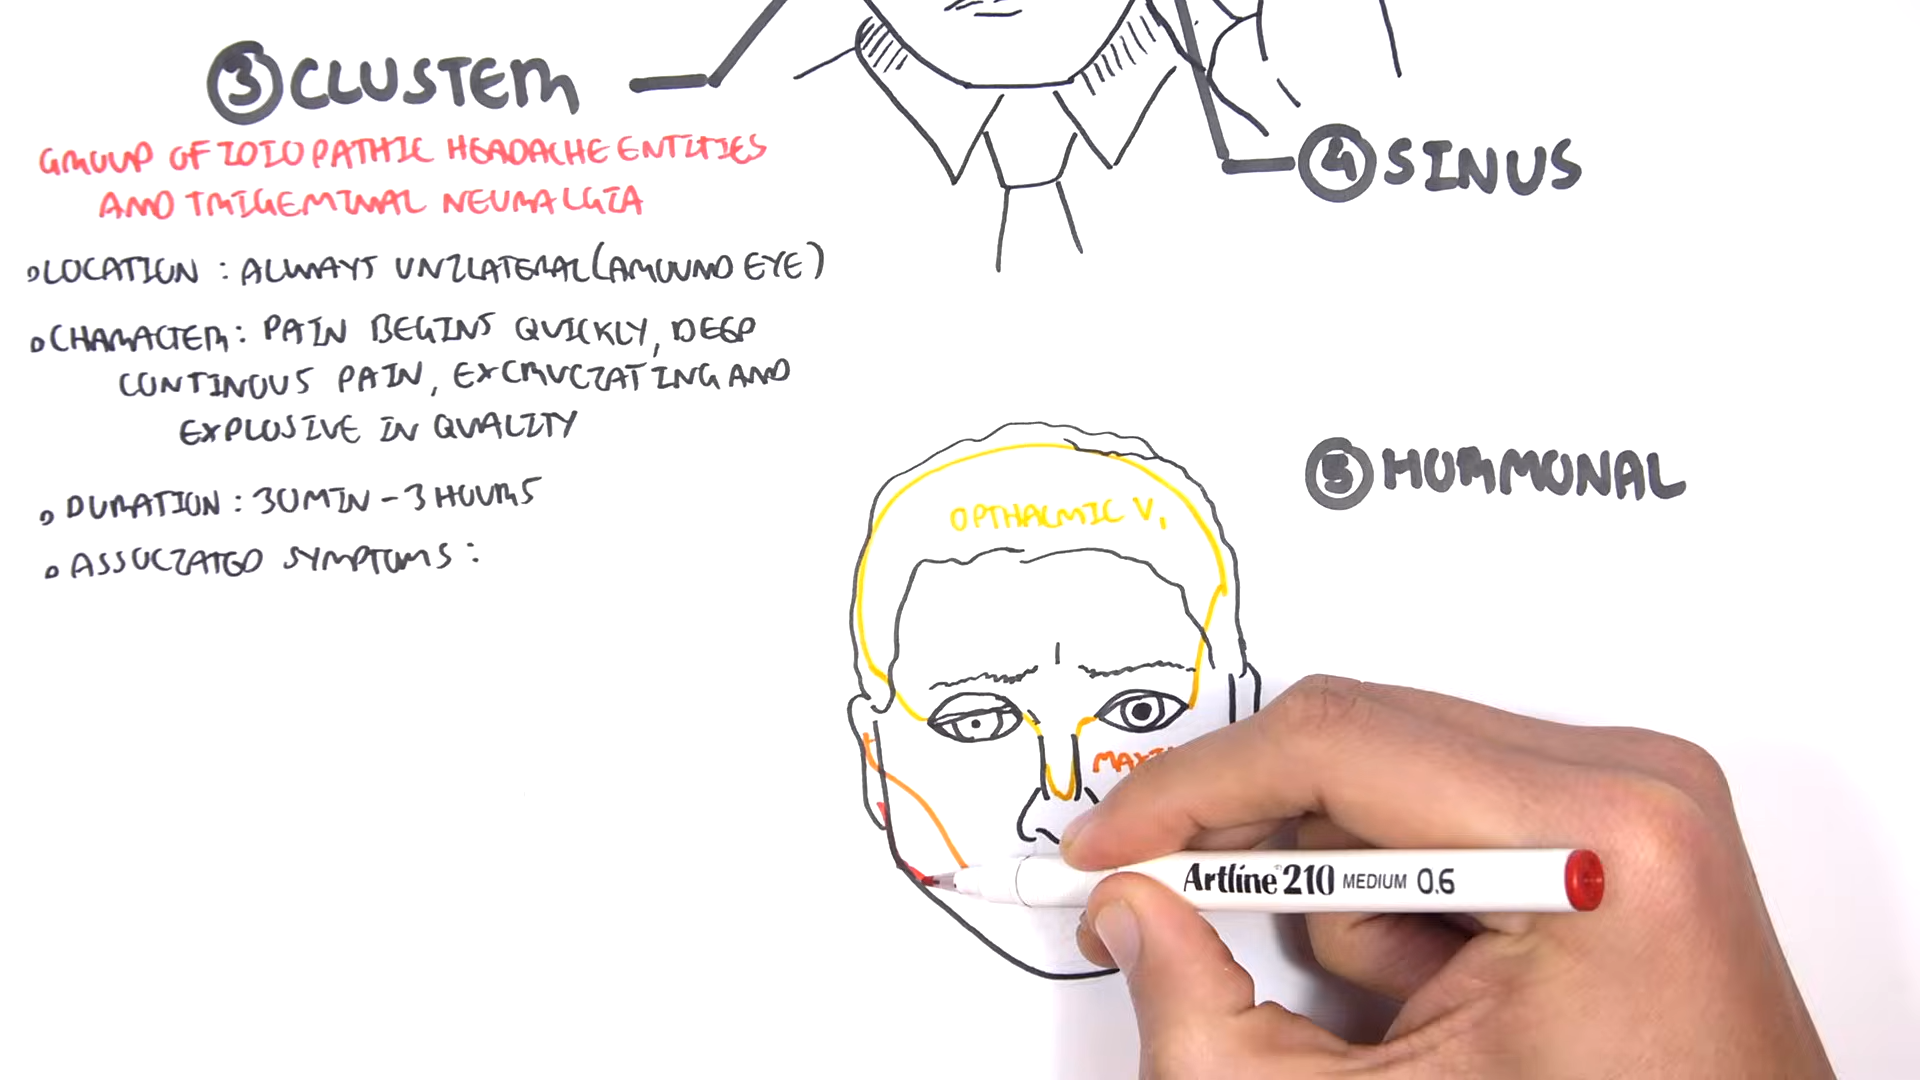 ③ CLUSTER
GROUP OF IDIOPATHIC HEADACHE ENTITIES
AND TRIGEMINAL NEURALGIA
LOCATION : ALWAYS UNILATERAL (AROUND EYE)
CHARACTER : PAIN BEGINS QUICKLY, DEEP
CONTINOUS PAIN, EXCRUCIATING AND
EXPLOSIVE IN QUALITY
DURATION : 30 MIN - 3 HOURS
ASSOCIATED SYMPTOMS :
④ SINUS
⑤ HORMONAL
OPTHALMIC V₁
Artline 210 MEDIUM 0.6